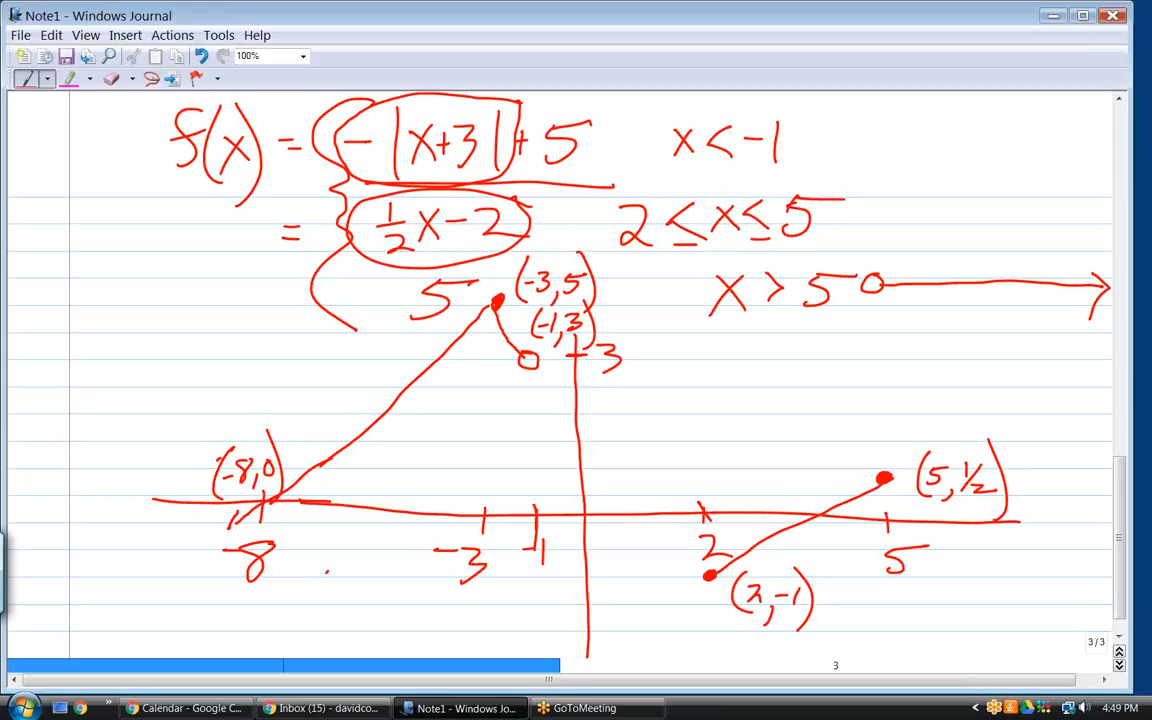 Note1 - Windows Journal
File Edit View Insert Actions Tools Help
100%
f(x) = -|x+3| + 5 x < -1
= 1/2x - 2 2 ≤ x ≤ 5
x > 5
5 (-3,5)
(-1,3)
3
(-8,0)
(5,1/2)
-8 -3 -1 2 5
(2,-1)
3/3
3
Calendar - Google C...
Inbox (15) - davidco...
Note1 - Windows Jo...
GoToMeeting
4:49 PM